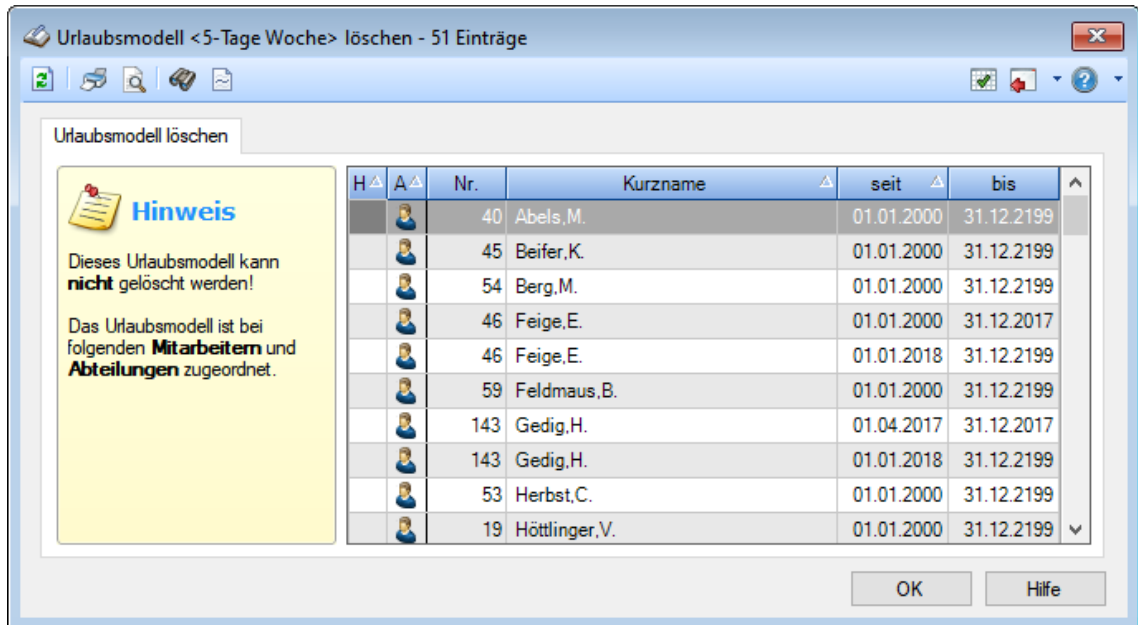 Urlaubsmodell <5-Tage Woche> löschen - 51 Einträge
Urlaubsmodell löschen
Hinweis
Dieses Urlaubsmodell kann
nicht gelöscht werden!
Das Urlaubsmodell ist bei
folgenden Mitarbeitern und
Abteilungen zugeordnet.
H A Nr. Kurzname seit bis
40 Abels,M. 01.01.2000 31.12.2199
45 Beifer,K. 01.01.2000 31.12.2199
54 Berg,M. 01.01.2000 31.12.2199
46 Feige,E. 01.01.2000 31.12.2017
46 Feige,E. 01.01.2018 31.12.2199
59 Feldmaus,B. 01.01.2000 31.12.2199
143 Gedig,H. 01.04.2017 31.12.2017
143 Gedig,H. 01.01.2018 31.12.2199
53 Herbst,C. 01.01.2000 31.12.2199
19 Höttlinger,V. 01.01.2000 31.12.2199
OK Hilfe